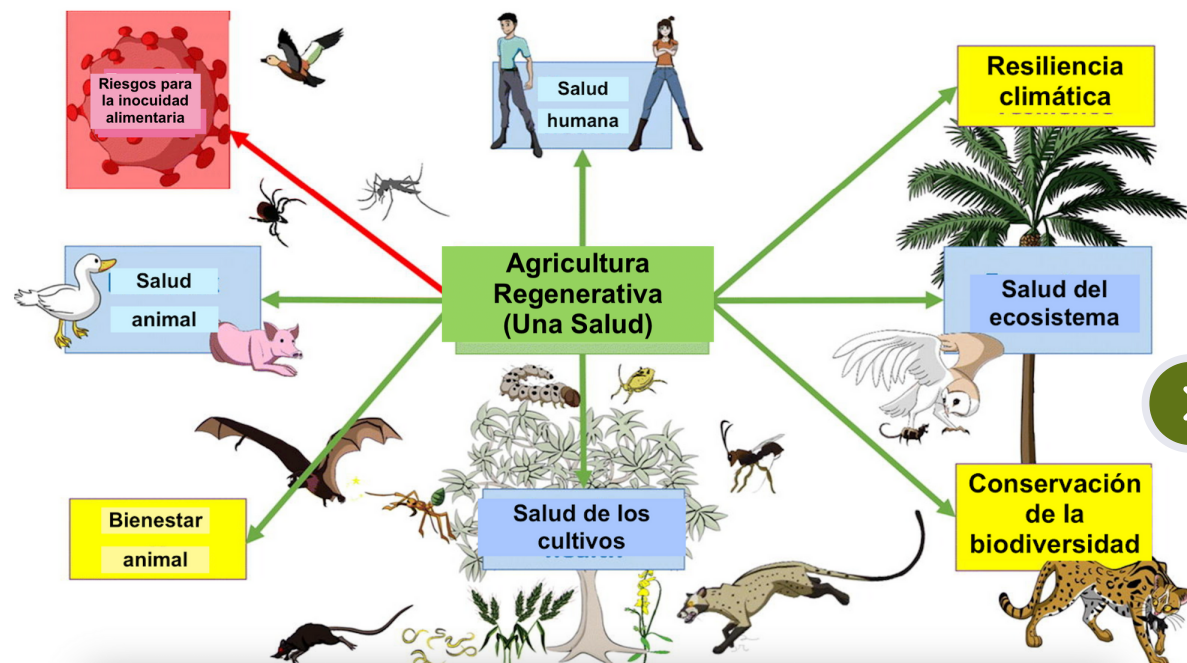 Riesgos para
la inocuidad
alimentaria
Salud
humana
Resiliencia
climática
Salud
animal
Agricultura
Regenerativa
(Una Salud)
Salud del
ecosistema
Bienestar
animal
Salud de los
cultivos
Conservación
de la
biodiversidad